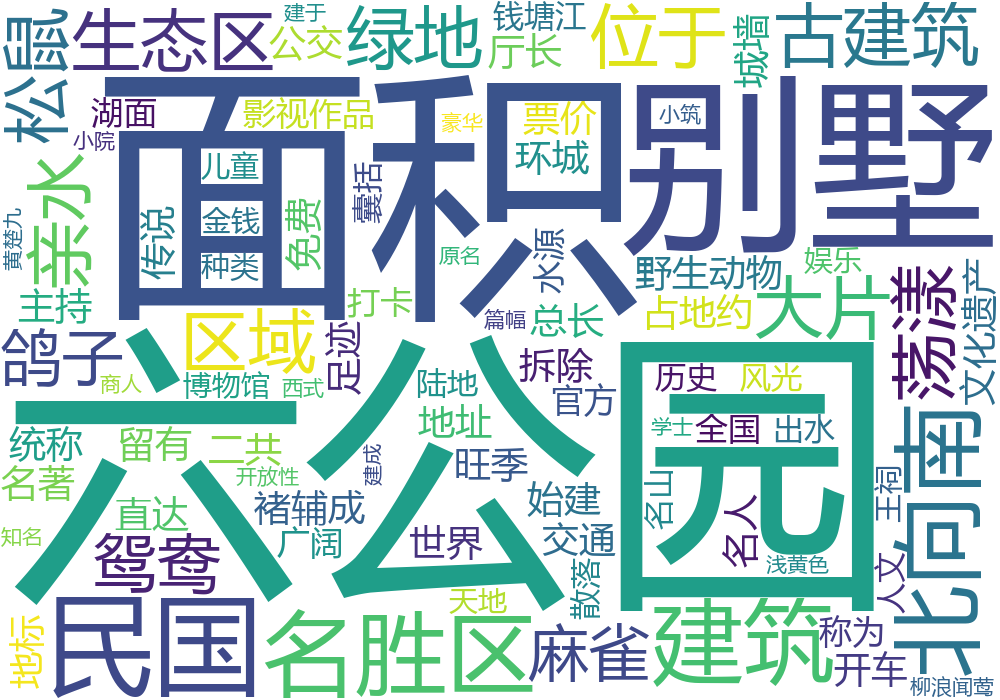 松鼠
生态区
建于
公交
绿地
钱塘江
厅长
位于
城墙
古建筑
湖面
小院
影视作品
豪华
票价
环城
小筑
面积
别墅
儿童
金钱
种类
传说
免费
囊括
原名
水源
黄楚九
亲水
主持
打卡
篇幅
总长
野生动物
娱乐
占地约
大片
荡漾
文化遗产
鸽子
区域
足迹
商人
博物馆
西式
陆地
拆除
官方
历史
风光
六公园
统称
留有
二共
地址
旺季
学士
全国
出水
北向南
名著
开放性
建成
褚辅成
始建
名山
名人
王祠
知名
直达
广阔
世界
交通
浅黄色
鸳鸯
散落
人文
地标
民国
名胜区
天地
麻雀
建筑
称为
开车
柳浪闻莺